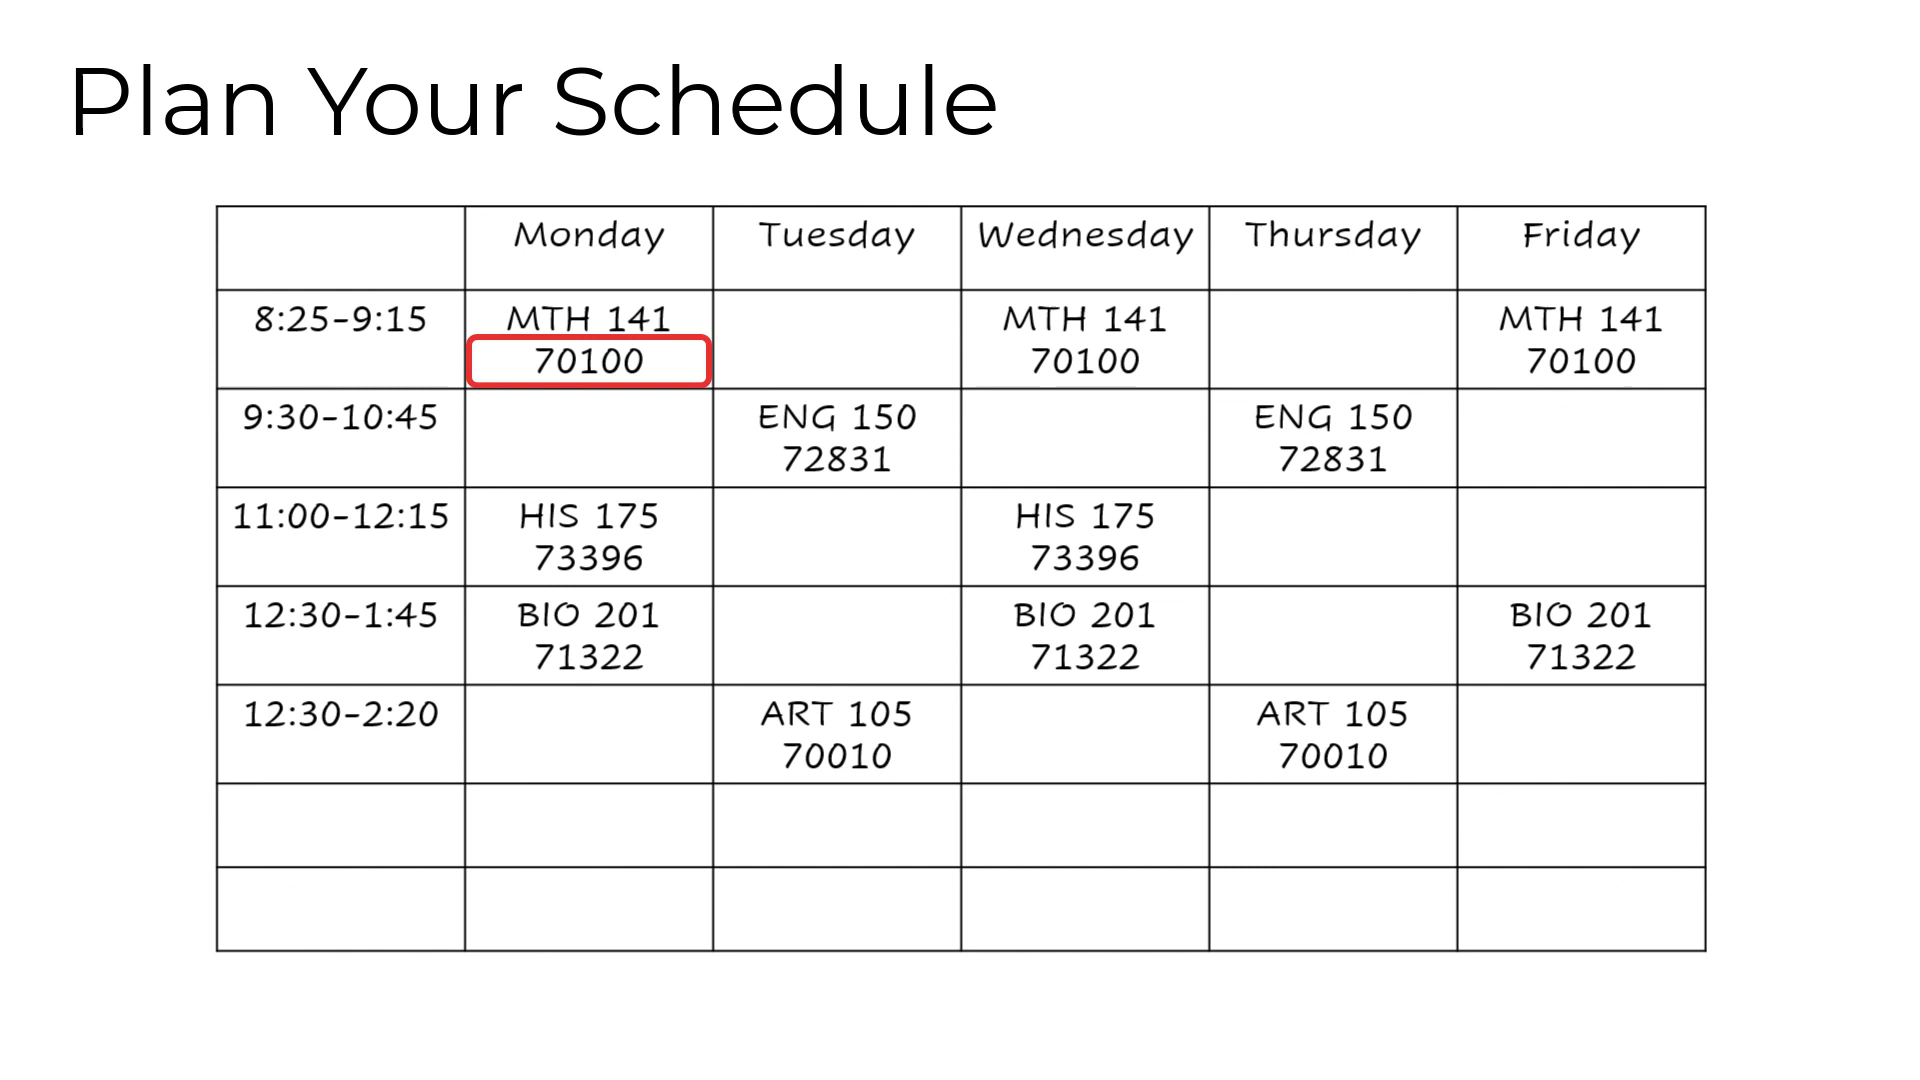 Plan Your Schedule
Monday Tuesday Wednesday Thursday Friday
8:25-9:15 MTH 141 MTH 141 MTH 141
70100 70100 70100
9:30-10:45 ENG 150 ENG 150
72831 72831
11:00-12:15 HIS 175 HIS 175
73396 73396
12:30-1:45 BIO 201 BIO 201 BIO 201
71322 71322 71322
12:30-2:20 ART 105 ART 105
70010 70010